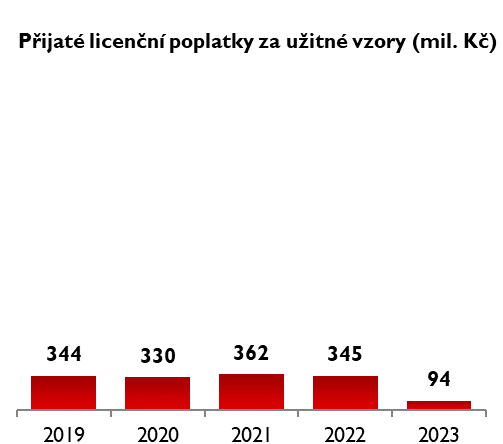 Přijaté licenční poplatky za užitné vzory (mil. Kč)
344 330 362 345 94
2019 2020 2021 2022 2023